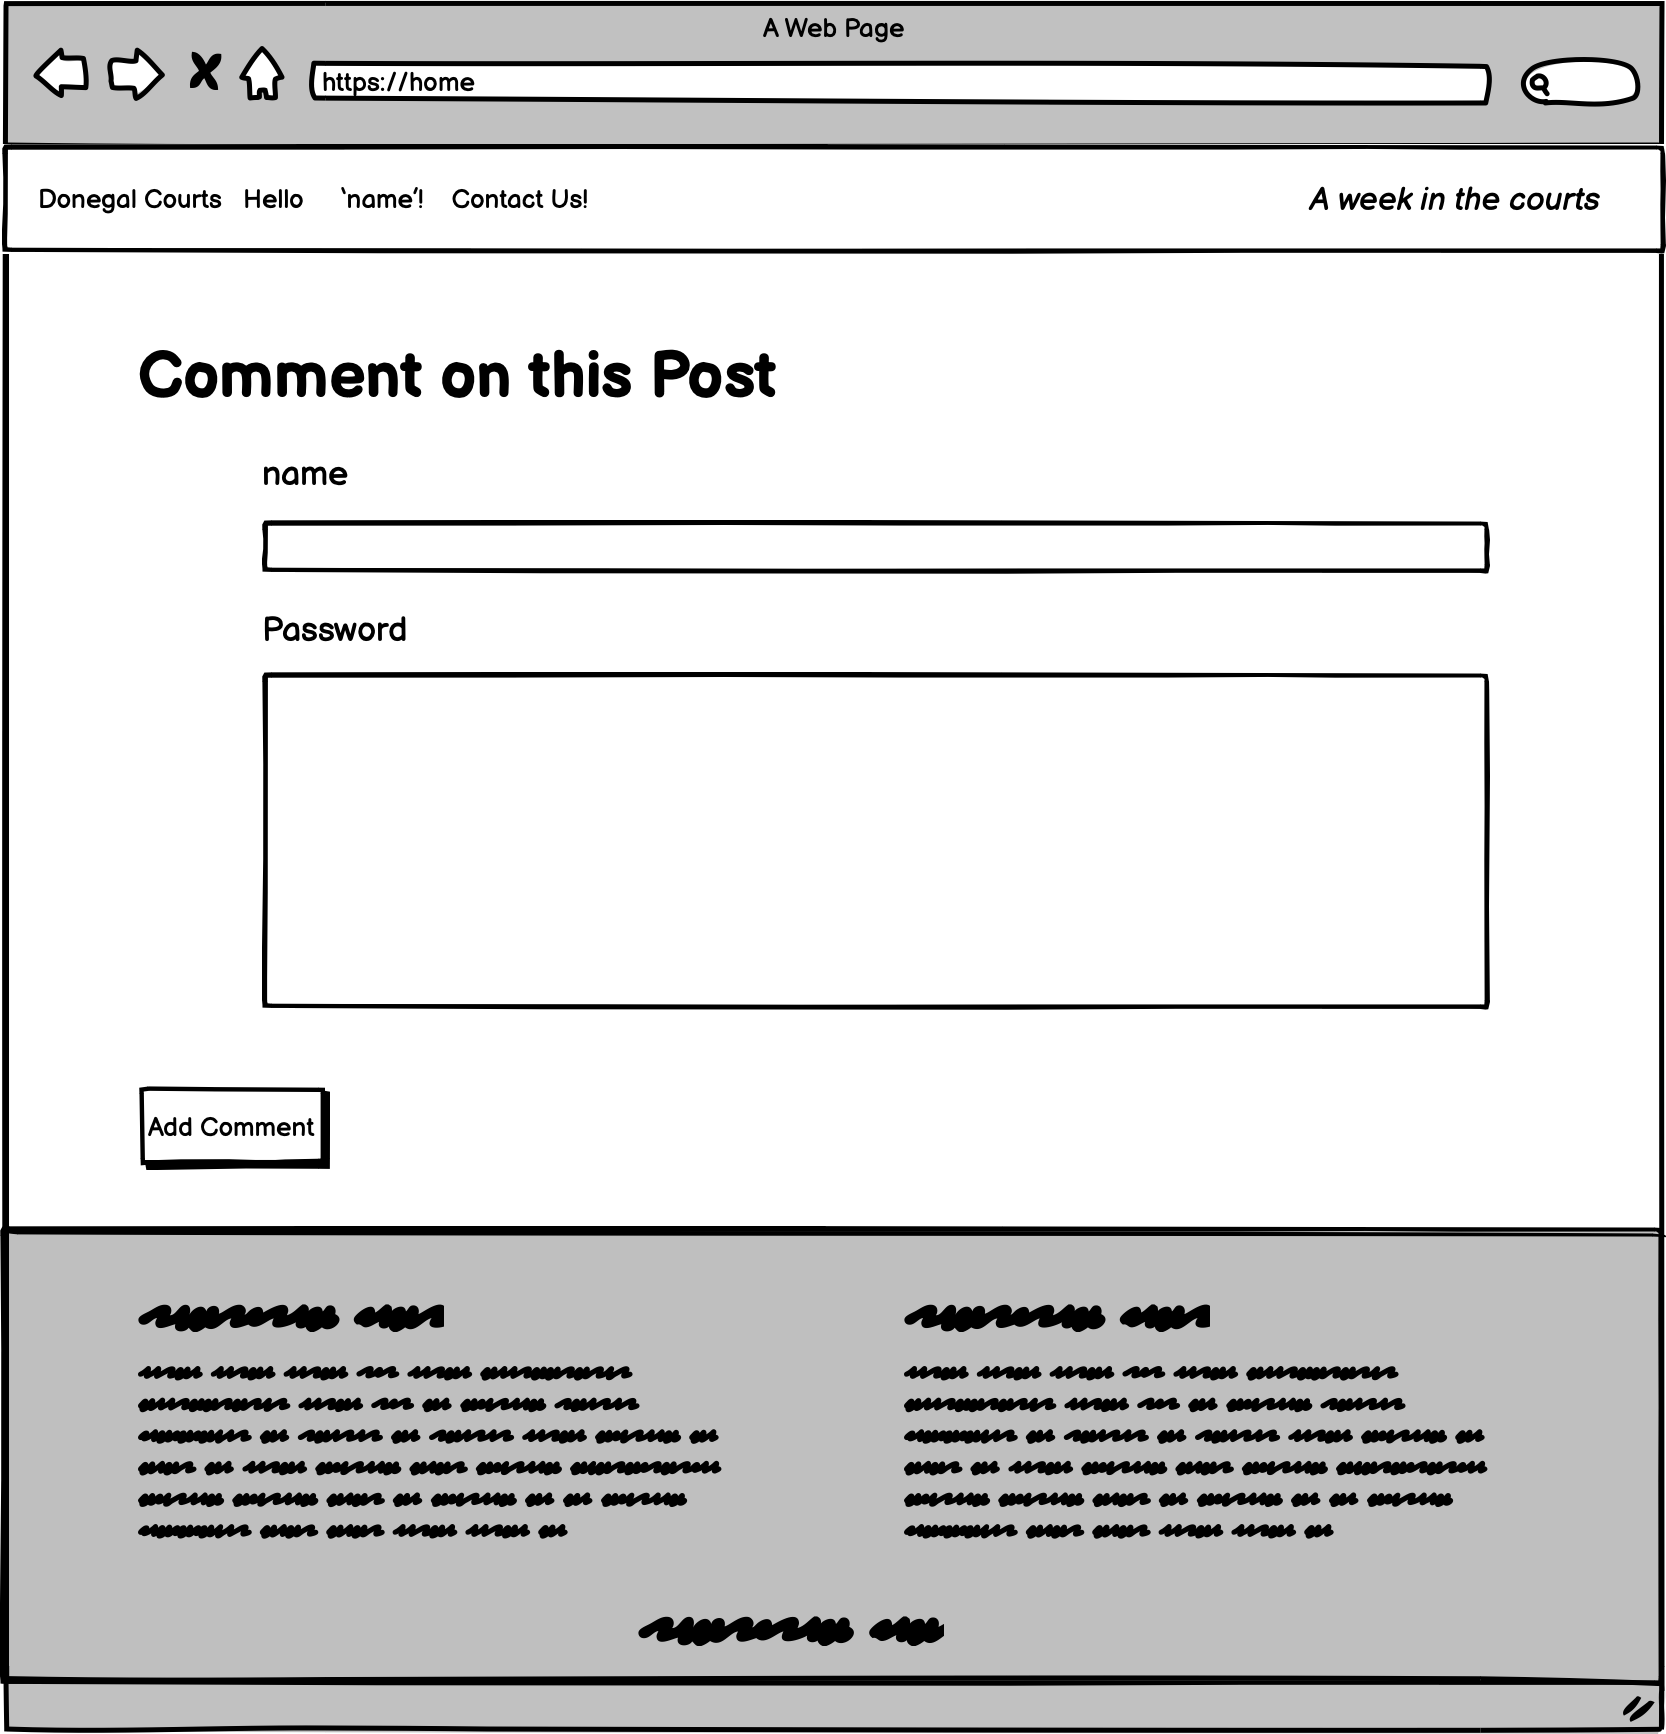 A Web Page
https://home
Donegal Courts Hello ‘name’! Contact Us!
A week in the courts
Comment on this Post
name
Password
Add Comment